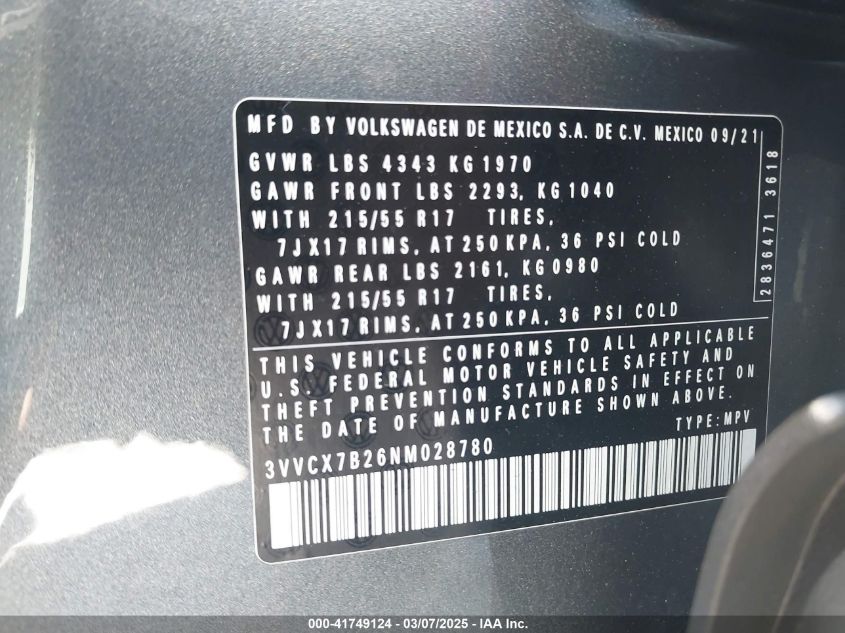 MFD BY VOLKSWAGEN DE MEXICO S.A. DE C.V. MEXICO 09/21
GVWR LBS 4343 KG 1970
GAWR FRONT LBS 2293, KG 1040
WITH 215/55 R17 TIRES,
7JX17 RIMS, AT 250 KPA, 36 PSI COLD
GAWR REAR LBS 2161, KG 0980
WITH 215/55 R17 TIRES,
7JX17 RIMS, AT 250 KPA, 36 PSI COLD
2836471 3618
THIS VEHICLE CONFORMS TO ALL APPLICABLE
U.S. FEDERAL MOTOR VEHICLE SAFETY AND
THEFT PREVENTION STANDARDS IN EFFECT ON
THE DATE OF MANUFACTURE SHOWN ABOVE.
TYPE: MPV
3VVCX7B26NM028780
000-41749124 - 03/07/2025 - IAA Inc.